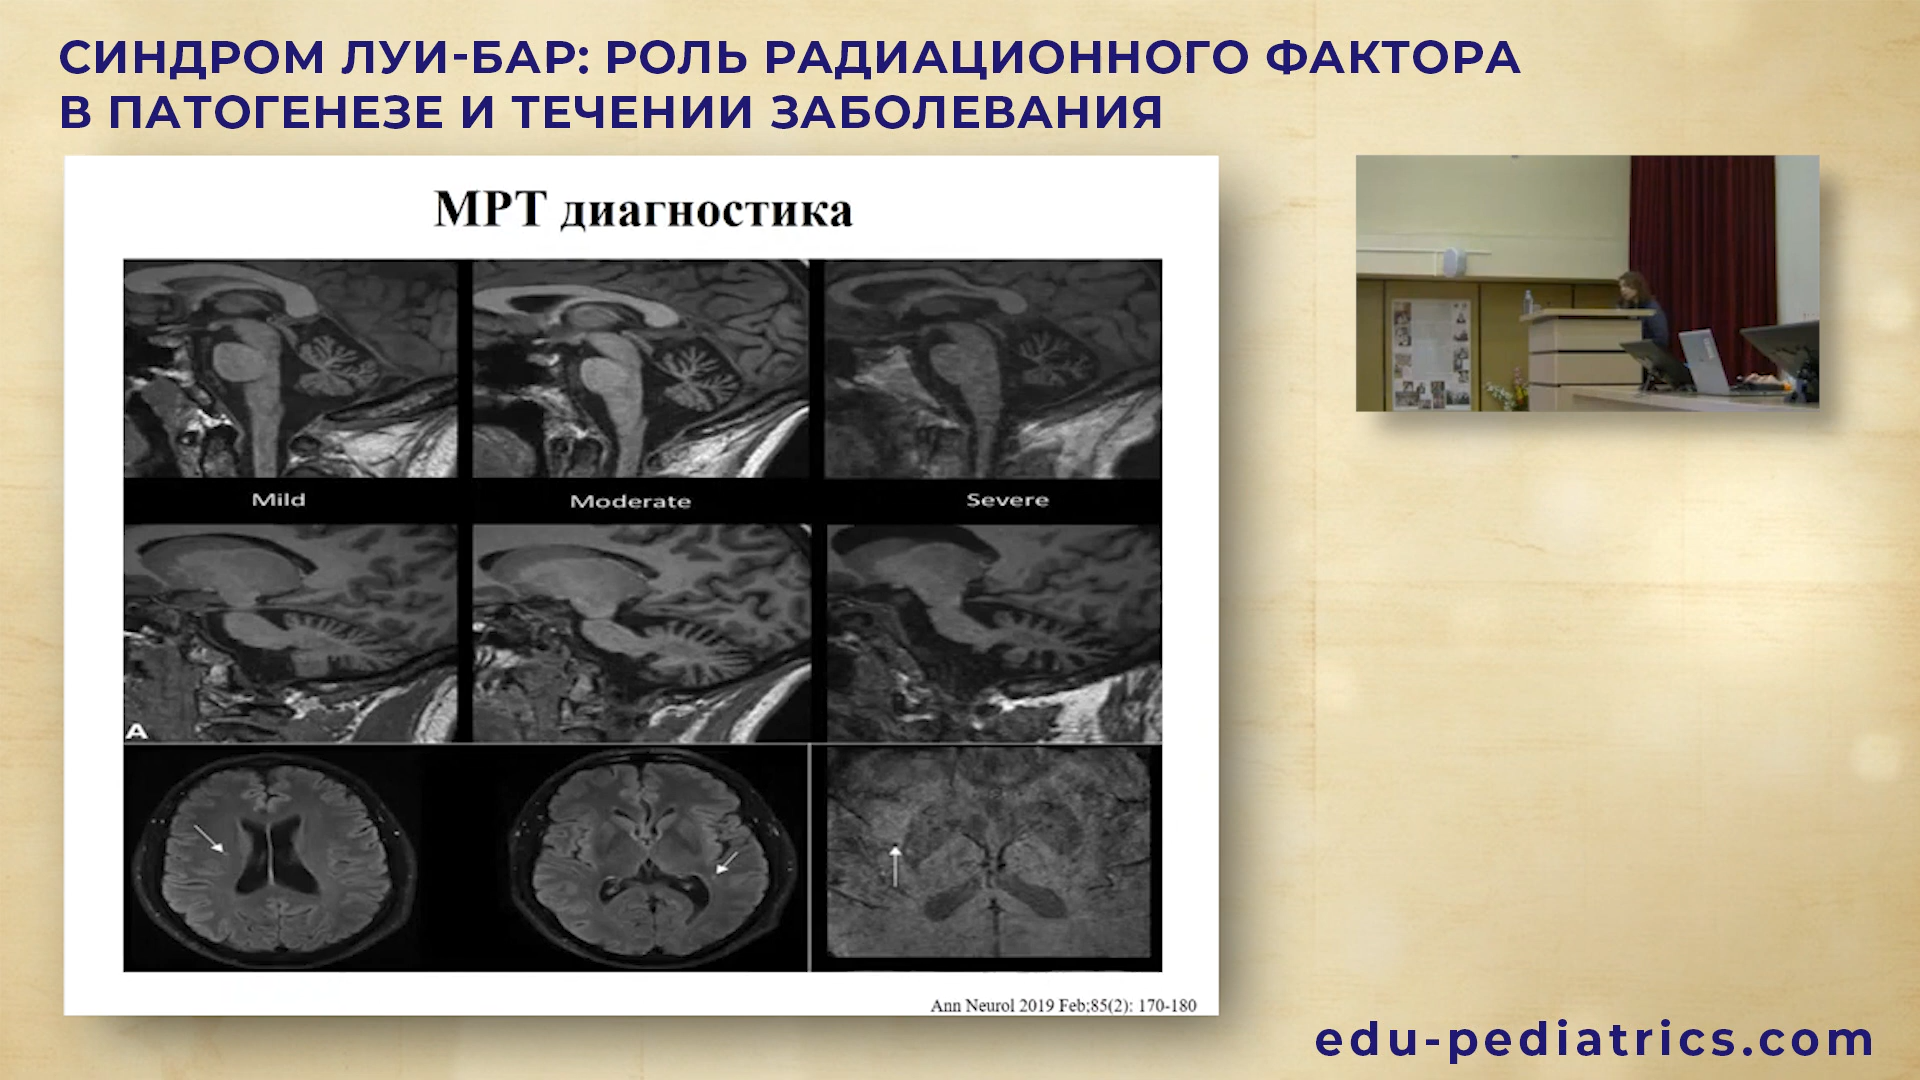 СИНДРОМ ЛУИ-БАР: РОЛЬ РАДИАЦИОННОГО ФАКТОРА
В ПАТОГЕНЕЗЕ И ТЕЧЕНИИ ЗАБОЛЕВАНИЯ
МРТ диагностика
Mild
Moderate
Severe
A
Ann Neurol 2019 Feb;85(2): 170-180
edu-pediatrics.com